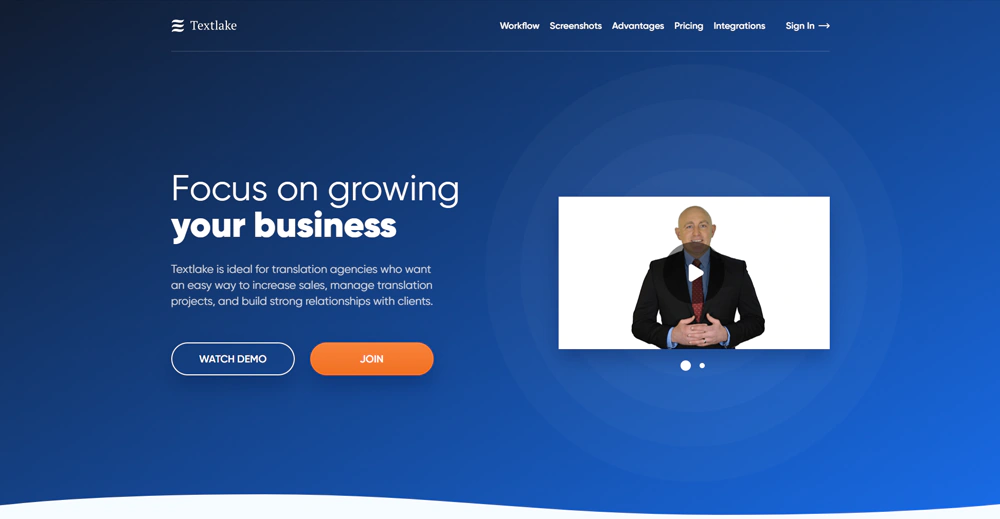 Textlake
Workflow Screenshots Advantages Pricing Integrations Sign In
Focus on growing
your business
Textlake is ideal for translation agencies who want
an easy way to increase sales, manage translation
projects, and build strong relationships with clients.
WATCH DEMO JOIN